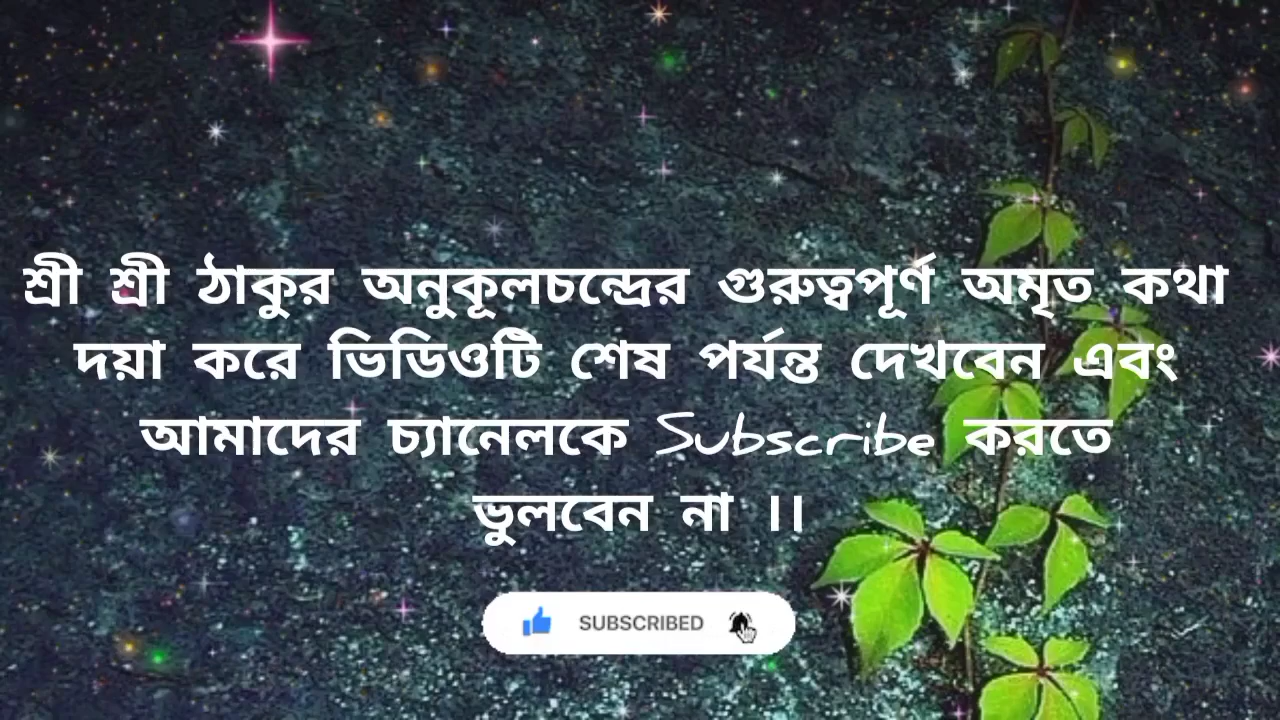 শ্রী শ্রী ঠাকুর অনুকূলচন্দ্রের গুরুত্বপূর্ণ অমৃত কথা
দয়া করে ভিডিওটি শেষ পর্যন্ত দেখবেন এবং
আমাদের চ্যানেলকে Subscribe করতে
ভুলবেন না ।।
SUBSCRIBED